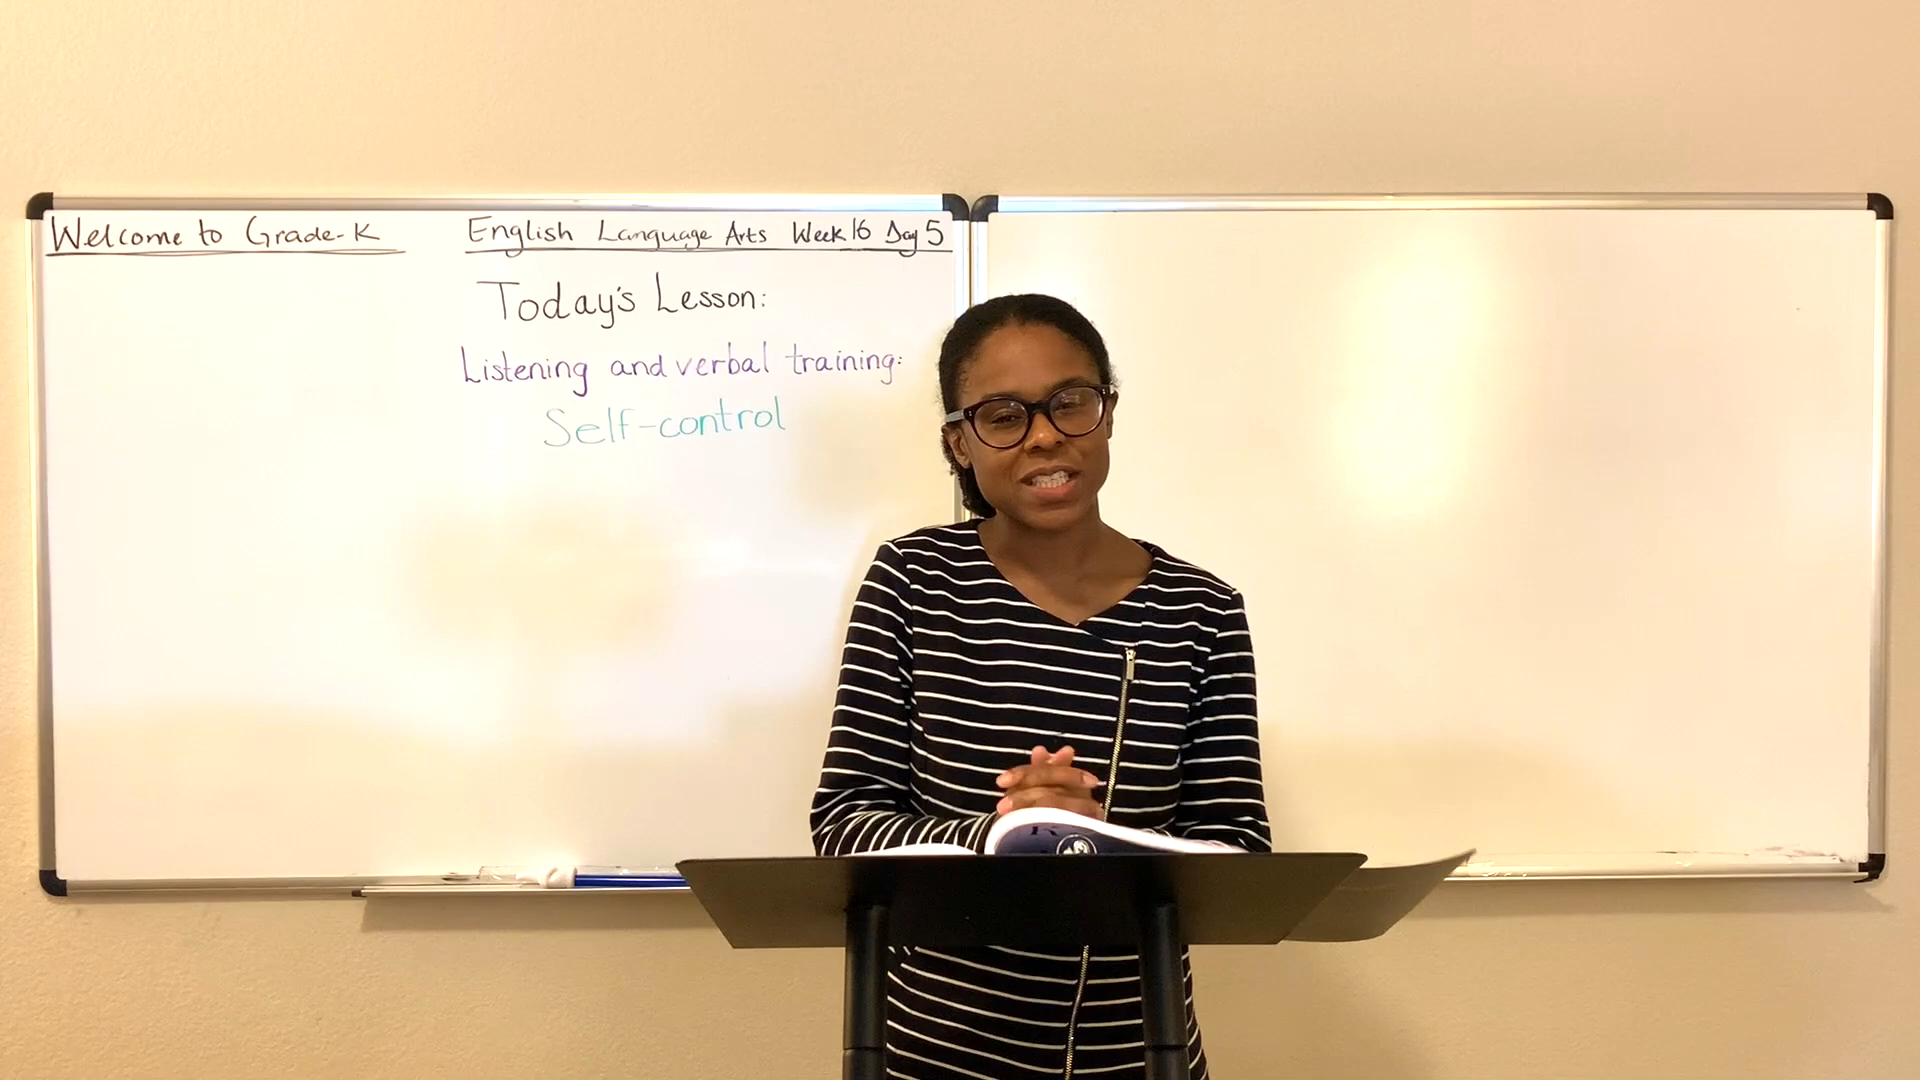 Welcome to Grade-K
English Language Arts Week 16 Day 5
Today's Lesson:
Listening and verbal training:
Self-control
K